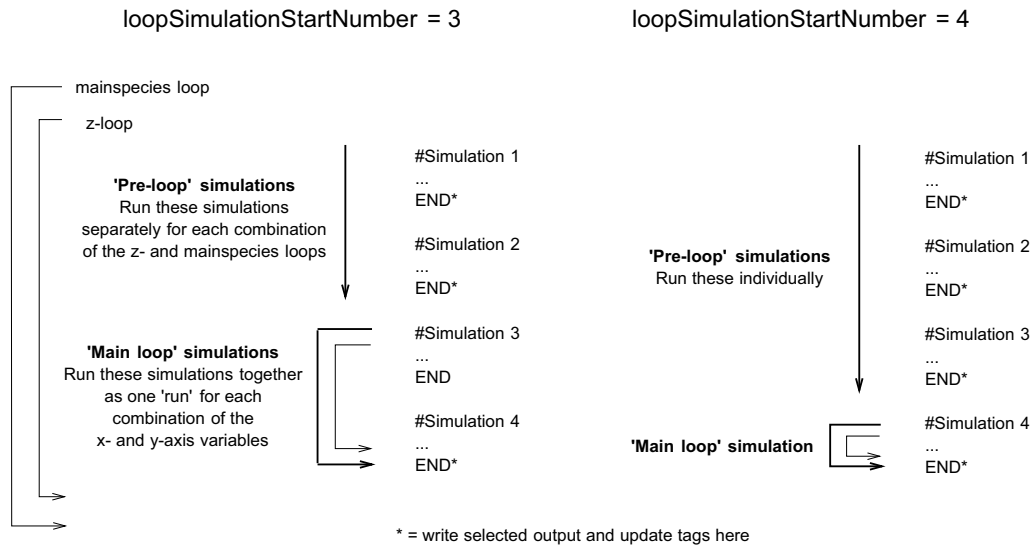 loopSimulationStartNumber = 3
loopSimulationStartNumber = 4
mainspecies loop
z-loop
'Pre-loop' simulations
Run these simulations
separately for each combination
of the z- and mainspecies loops
#Simulation 1
...
END*
#Simulation 2
...
END*
'Main loop' simulations
Run these simulations together
as one 'run' for each
combination of the
x- and y-axis variables
#Simulation 3
...
END
#Simulation 4
...
END*
'Pre-loop' simulations
Run these individually
#Simulation 1
...
END*
#Simulation 2
...
END*
#Simulation 3
...
END*
'Main loop' simulation
#Simulation 4
...
END*
* = write selected output and update tags here